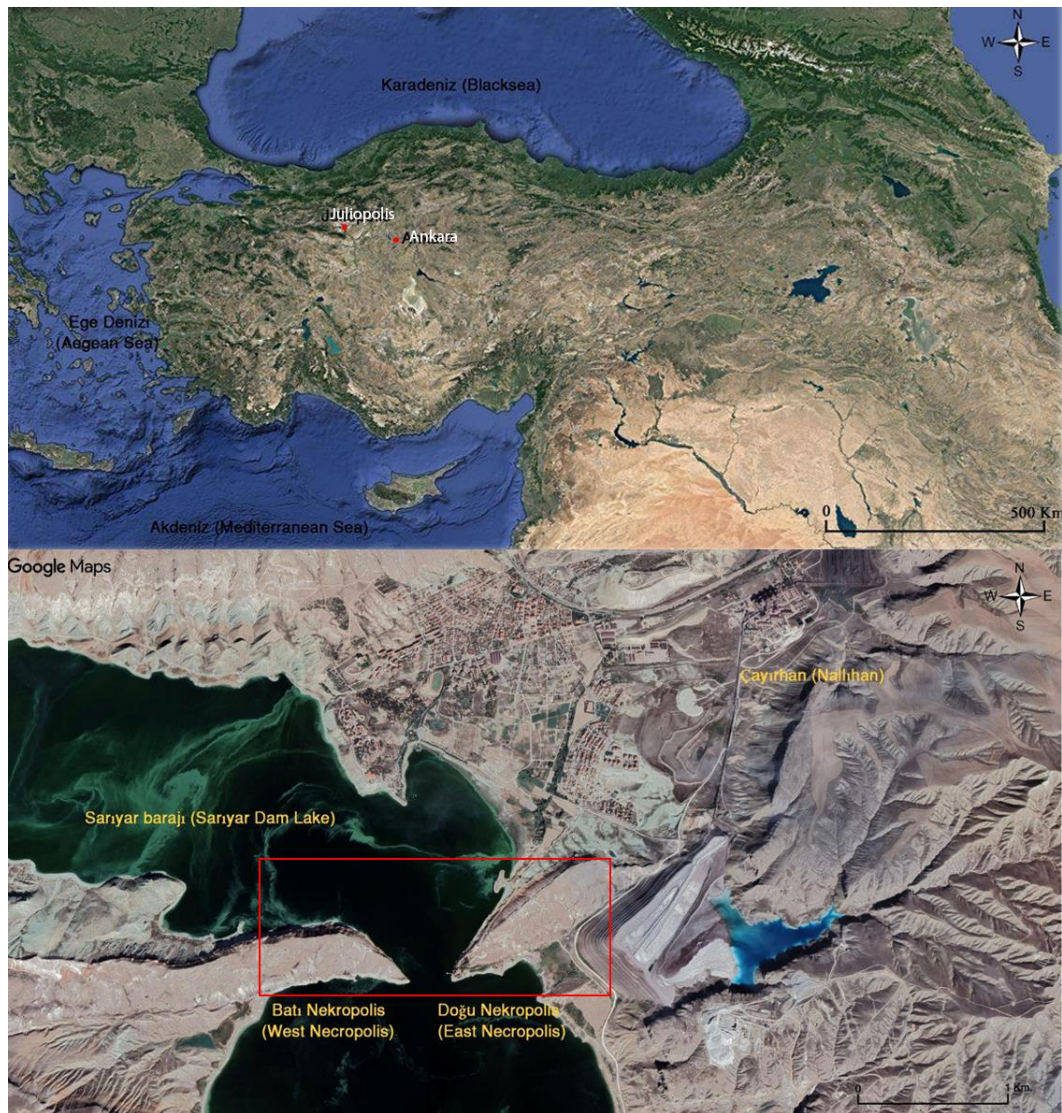 N
W E
S
Karadeniz (Blacksea)
Juliopolis
Ankara
Ege Denizi
(Aegean Sea)
Akdeniz (Mediterranean Sea)
0 500 Km
Google Maps
N
W E
S
Çayırhan (Nallıhan)
Sarıyar barajı (Sarıyar Dam Lake)
Batı Nekropolis
(West Necropolis)
Doğu Nekropolis
(East Necropolis)
0 1 Km.